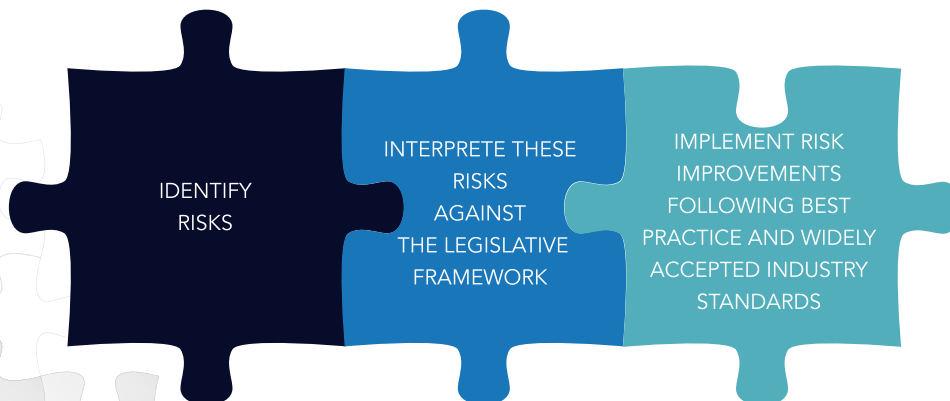 IDENTIFY
RISKS
INTERPRETE THESE
RISKS
AGAINST
THE LEGISLATIVE
FRAMEWORK
IMPLEMENT RISK
IMPROVEMENTS
FOLLOWING BEST
PRACTICE AND WIDELY
ACCEPTED INDUSTRY
STANDARDS